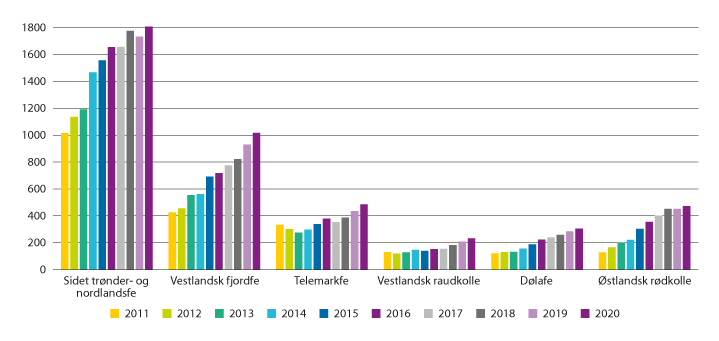 1800
1600
1400
1200
1000
800
600
400
200
0
Sidet trønder- og
nordlandsfe
Vestlandsk fjordfe
Telemarkfe
Vestlandsk raudkolle
Dølafe
Østlandsk rødkolle
2011 2012 2013 2014 2015 2016 2017 2018 2019 2020